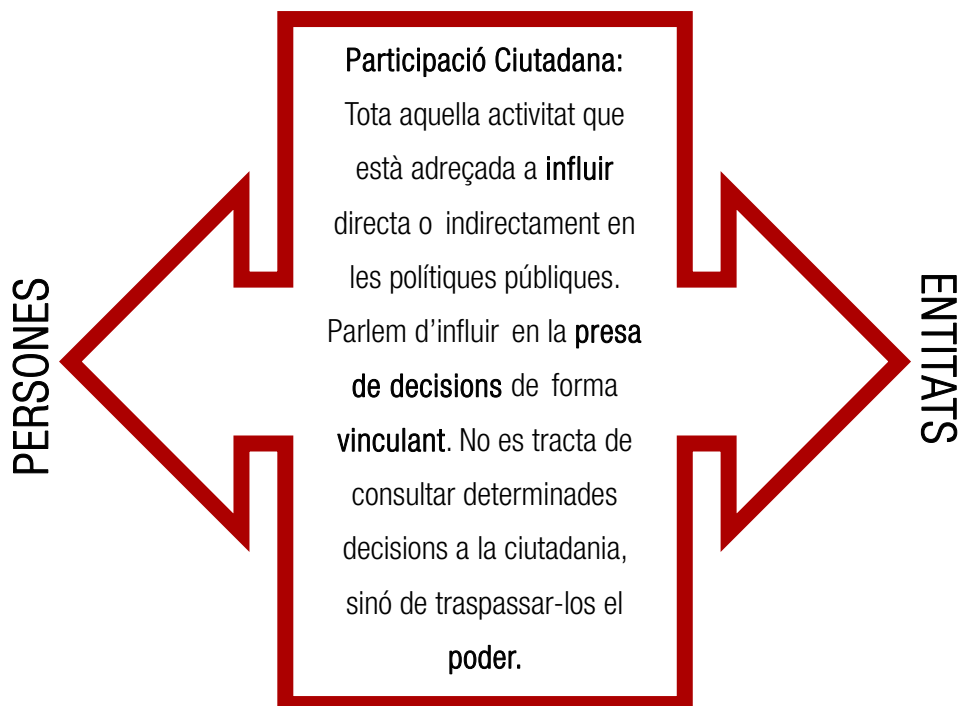 Participació Ciutadana:
Tota aquella activitat que
està adreçada a influir
directa o indirectament en
les polítiques públiques.
Parlem d’influir en la presa
de decisions de forma
vinculant. No es tracta de
consultar determinades
decisions a la ciutadania,
sinó de traspassar-los el
poder.
PERSONES
ENTITATS